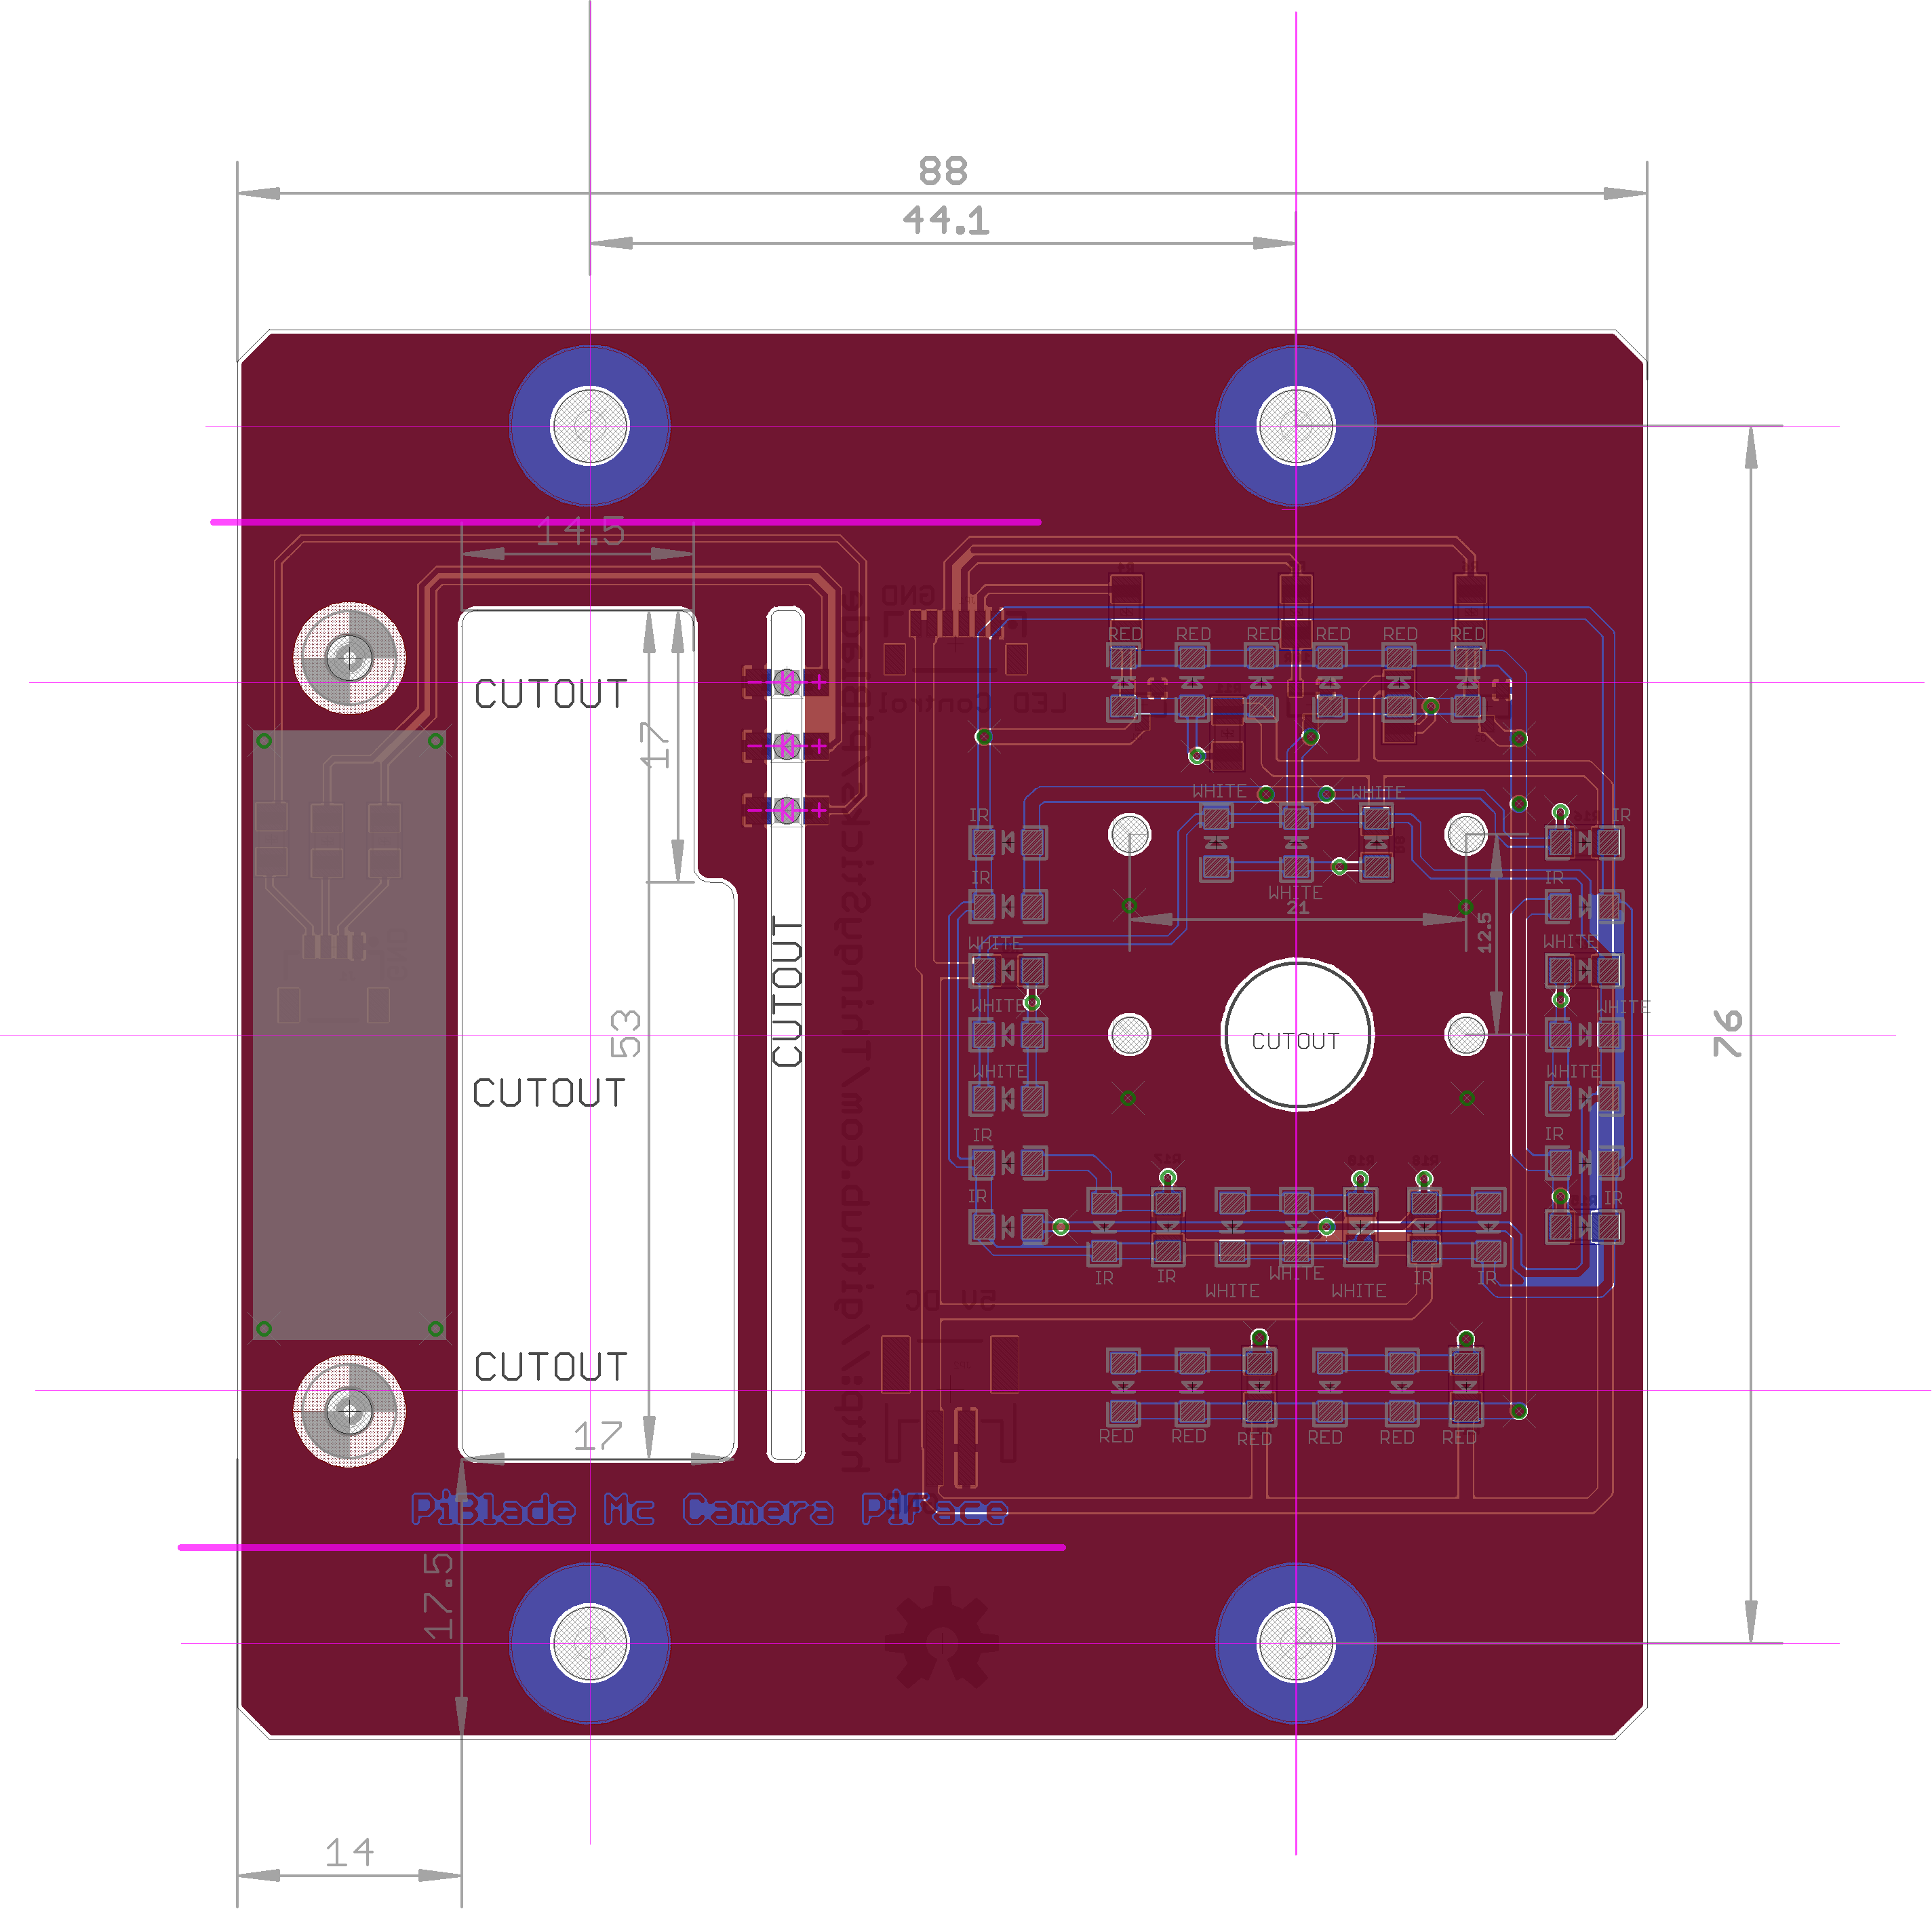 88
44.1
14.5
GND
RED RED RED RED RED RED
CUTOUT
LED Control
17
WHITE WHITE
IR IR
IR IR
WHITE
21
12.5
WHITE WHITE
CUTOUT
WHITE WHITE
53
CUTOUT
76
WHITE
CUTOUT
IR IR
IR IR
WHITE
IR IR WHITE WHITE IR IR
5V DC
CUTOUT
RED RED RED RED RED RED
17
http://github.com/ThingyStick/piBlade
PiBlade Mc Camera PiFace
17.5
14